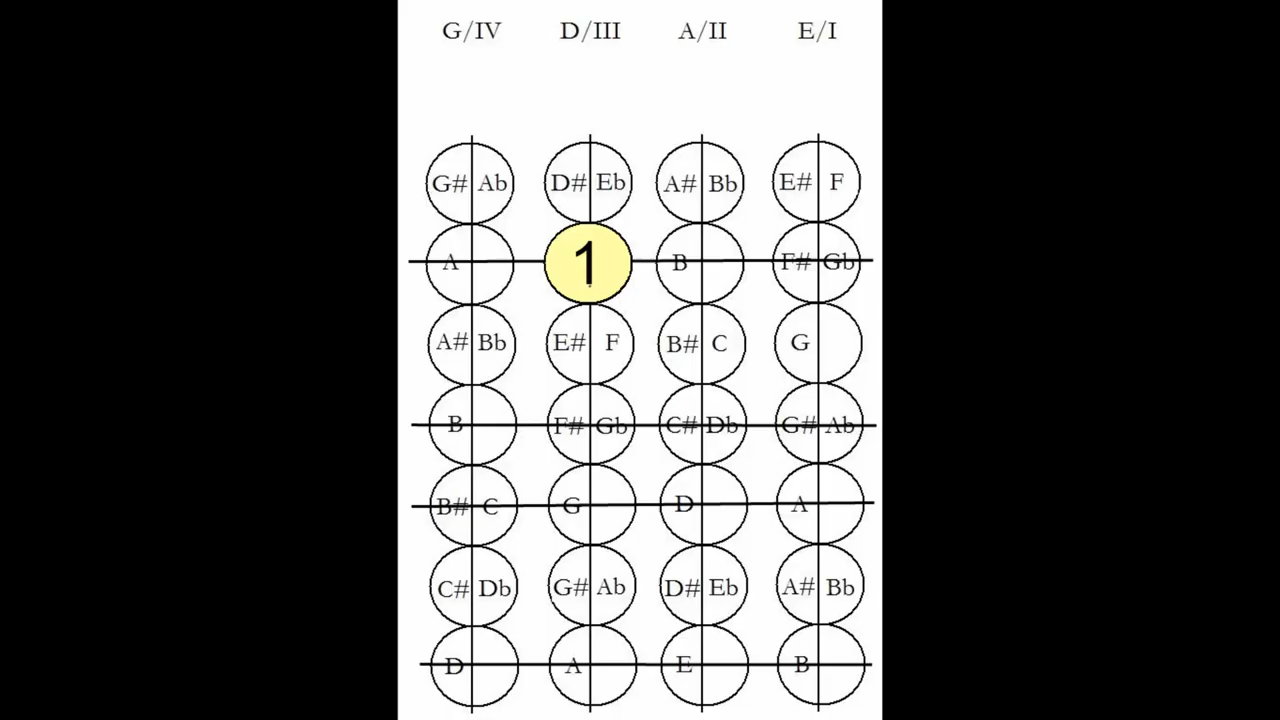 G/IV D/III A/II E/I
G# Ab D# Eb A# Bb E# F
A 1 B F# Gb
A# Bb E# F B# C G
B F# Gb C# Db G# Ab
B# C G D A
C# Db G# Ab D# Eb A# Bb
D A E B